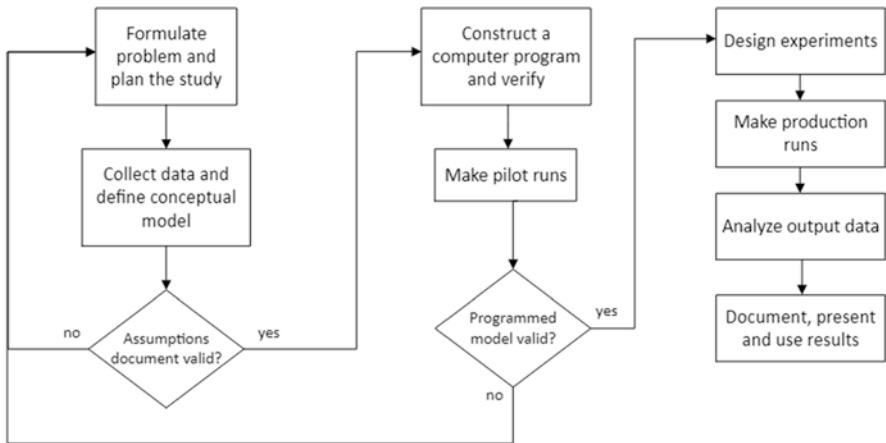 Formulate
problem and
plan the study
Collect data and
define conceptual
model
Assumptions
document valid?
no
yes
Construct a
computer program
and verify
Make pilot runs
Programmed
model valid?
yes
no
Design experiments
Make production
runs
Analyze output data
Document, present
and use results